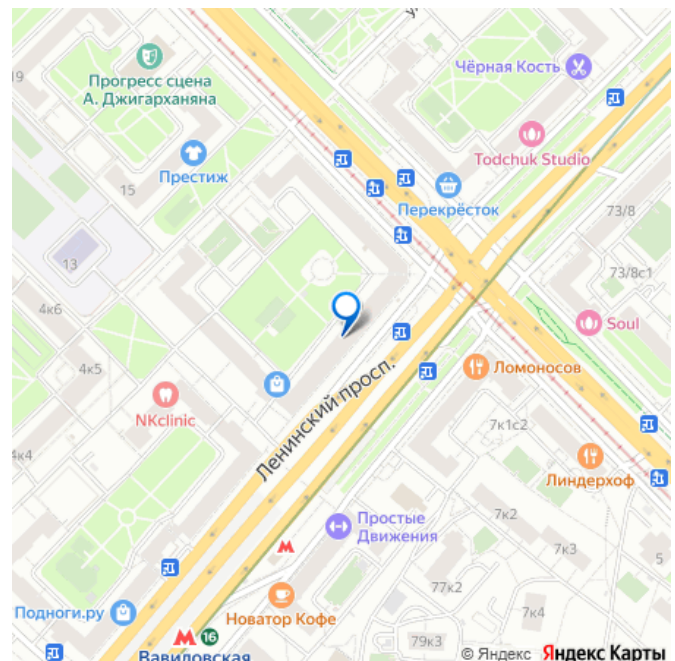 19
Прогресс сцена
А. Джигарханяна
Чёрная Кость
Todchuk Studio
Престиж
15
Перекрёсток
73/8
13
73/8с1
4к6
Soul
4к5
Ленинский просп.
Ломоносов
NKclinic
7к1с2
4к4
Линдерхоф
Простые
Движения
7к2
7к3
5
77к2
Новатор Кофе
7к4
Подноги.ру
16
79к3
Вавиловская
© Яндекс Яндекс Карты